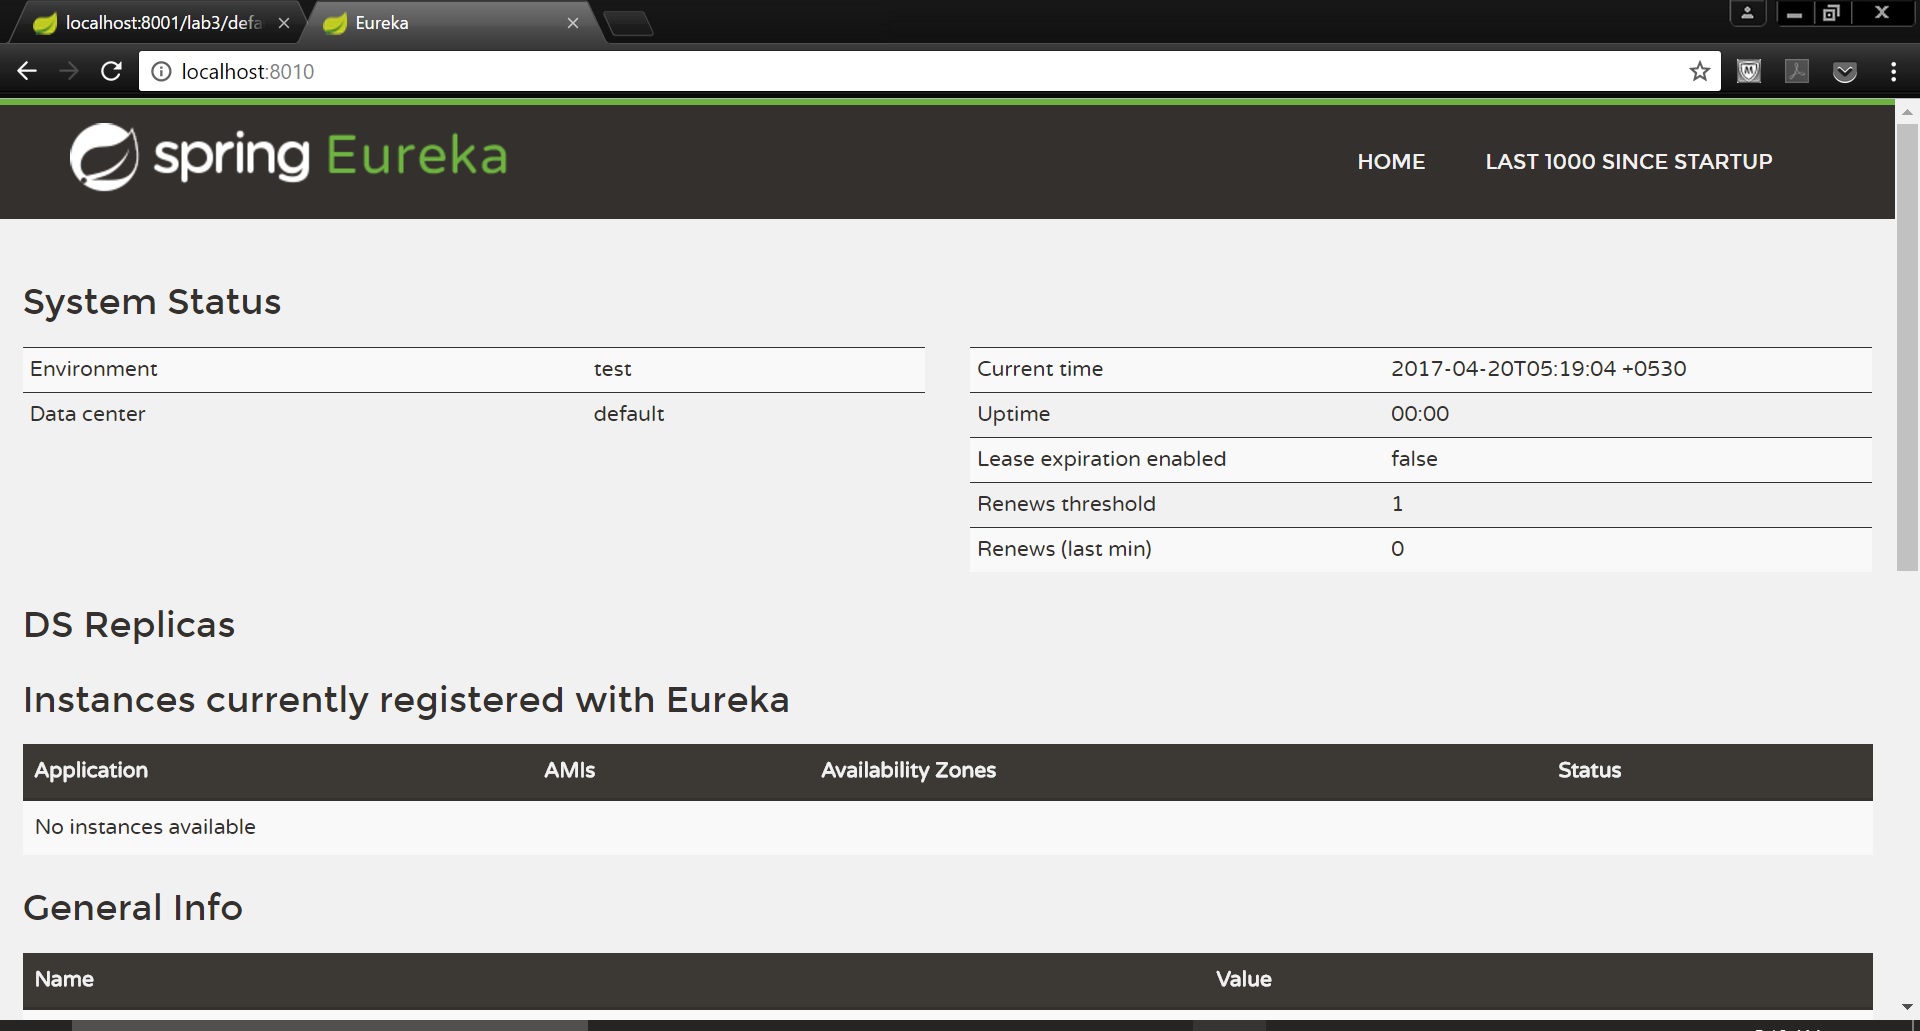 localhost:8001/lab3/defa
Eureka
localhost:8010
spring Eureka
HOME
LAST 1000 SINCE STARTUP
System Status
Environment test
Data center default
Current time 2017-04-20T05:19:04 +0530
Uptime 00:00
Lease expiration enabled false
Renews threshold 1
Renews (last min) 0
DS Replicas
Instances currently registered with Eureka
Application AMIs Availability Zones Status
No instances available
General Info
Name Value